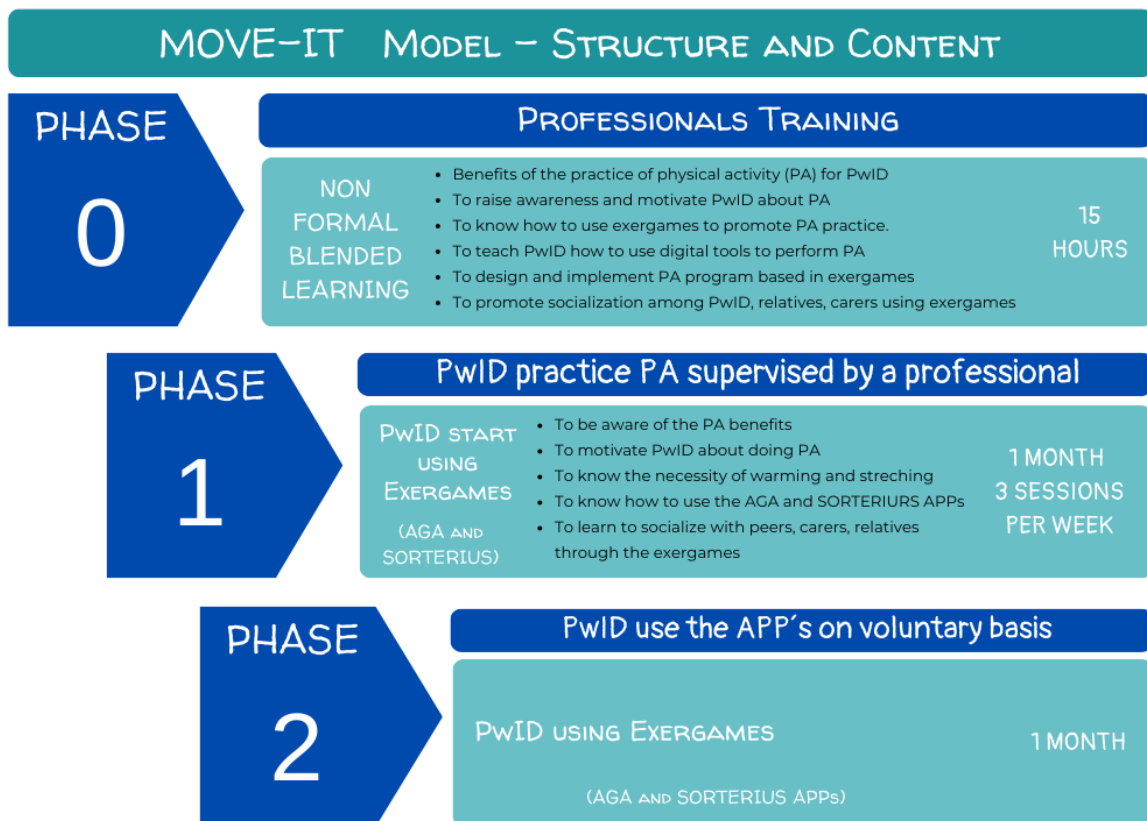 MOVE-IT Model - Structure and Content
PHASE
0
Professionals Training
NON
FORMAL
BLENDED
LEARNING
• Benefits of the practice of physical activity (PA) for PwID
• To raise awareness and motivate PwID about PA
• To know how to use exergames to promote PA practice.
• To teach PwID how to use digital tools to perform PA
• To design and implement PA program based in exergames
• To promote socialization among PwID, relatives, carers using exergames
15
HOURS
PHASE
1
PwID practice PA supervised by a professional
PwID start
using
Exergames
(AGA and
SORTERIUS)
• To be aware of the PA benefits
• To motivate PwID about doing PA
• To know the necessity of warming and streching
• To know how to use the AGA and SORTERIURS APPs
• To learn to socialize with peers, carers, relatives
through the exergames
1 MONTH
3 SESSIONS
PER WEEK
PHASE
2
PwID use the APP´s on voluntary basis
PwID using Exergames
(AGA and SORTERIUS APPs)
1 MONTH